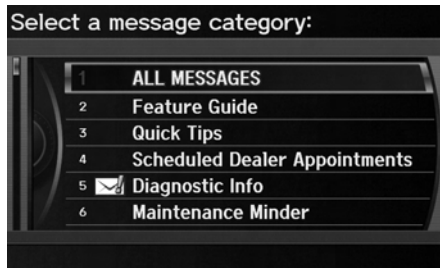 Select a message category:
1 ALL MESSAGES
2 Feature Guide
3 Quick Tips
4 Scheduled Dealer Appointments
5 Diagnostic Info
6 Maintenance Minder